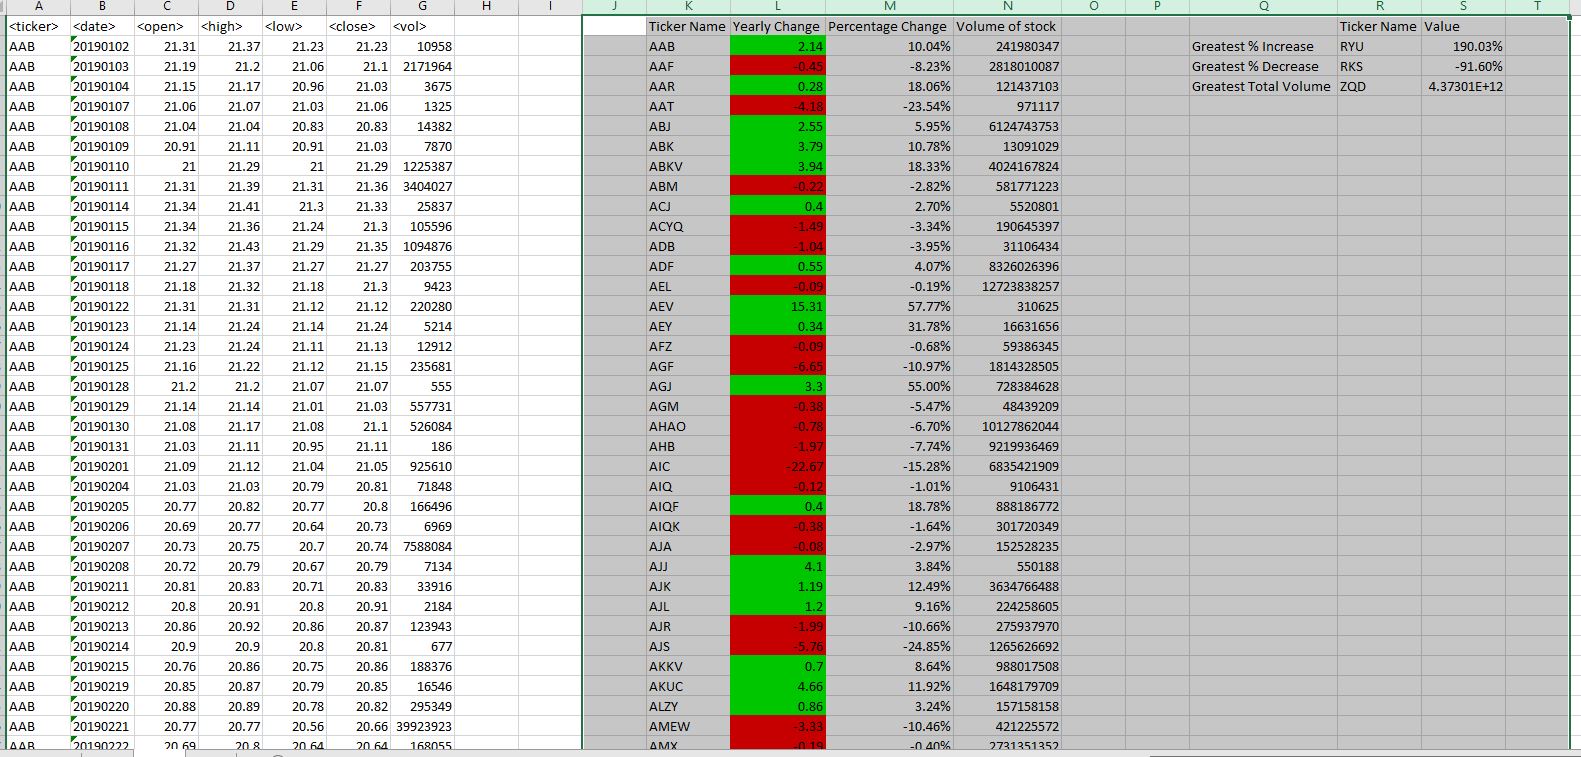 A B C D E F G H I J K L M N O P Q R S T
<ticker> <date> <open> <high> <low> <close> <vol> Ticker Name Yearly Change Percentage Change Volume of stock Ticker Name Value
AAB 20190102 21.31 21.37 21.23 21.23 10958 AAB 2.14 10.04% 241980347 Greatest % Increase RYU 190.03%
AAB 20190103 21.19 21.2 21.06 21.1 2171964 AAF -0.45 -8.23% 2818010087 Greatest % Decrease RKS -91.60%
AAB 20190104 21.15 21.17 20.96 21.03 3675 AAR 0.28 18.06% 121437103 Greatest Total Volume ZQD 4.37301E+12
AAB 20190107 21.06 21.07 21.03 21.06 1325 AAT -4.18 -23.54% 971117
AAB 20190108 21.04 21.04 20.83 20.83 14382 ABJ 2.55 5.95% 6124743753
AAB 20190109 20.91 21.11 20.91 21.03 7870 ABK 3.79 10.78% 13091029
AAB 20190110 21 21.29 21 21.29 1225387 ABKV 3.94 18.33% 4024167824
AAB 20190111 21.31 21.39 21.31 21.36 3404027 ABM -0.22 -2.82% 581771223
AAB 20190114 21.34 21.41 21.3 21.33 25837 ACJ 0.4 2.70% 5520801
AAB 20190115 21.34 21.36 21.24 21.3 105596 ACYQ -1.49 -3.34% 190645397
AAB 20190116 21.32 21.43 21.29 21.35 1094876 ADB -1.04 -3.95% 31106434
AAB 20190117 21.27 21.37 21.27 21.27 203755 ADF 0.55 4.07% 8326026396
AAB 20190118 21.18 21.32 21.18 21.3 9423 AEL -0.09 -0.19% 12723838257
AAB 20190122 21.31 21.31 21.12 21.12 220280 AEV 15.31 57.77% 310625
AAB 20190123 21.14 21.24 21.14 21.24 5214 AEY 0.34 31.78% 16631656
AAB 20190124 21.23 21.24 21.11 21.13 12912 AFZ -0.09 -0.68% 59386345
AAB 20190125 21.16 21.22 21.12 21.15 235681 AGF -6.65 -10.97% 1814328505
AAB 20190128 21.2 21.2 21.07 21.07 555 AGJ 3.3 55.00% 728384628
AAB 20190129 21.14 21.14 21.01 21.03 557731 AGM -0.38 -5.47% 48439209
AAB 20190130 21.08 21.17 21.08 21.1 526084 AHAO -0.78 -6.70% 10127862044
AAB 20190131 21.03 21.11 20.95 21.11 186 AHB -1.97 -7.74% 9219936469
AAB 20190201 21.09 21.12 21.04 21.05 925610 AIC -22.67 -15.28% 6835421909
AAB 20190204 21.03 21.03 20.79 20.81 71848 AIQ -0.12 -1.01% 9106431
AAB 20190205 20.77 20.82 20.77 20.8 166496 AIQF 0.4 18.78% 888186772
AAB 20190206 20.69 20.77 20.64 20.73 6969 AIQK -0.38 -1.64% 301720349
AAB 20190207 20.73 20.75 20.7 20.74 7588084 AJA -0.08 -2.97% 152528235
AAB 20190208 20.72 20.79 20.67 20.79 7134 AJJ 4.1 3.84% 550188
AAB 20190211 20.81 20.83 20.71 20.83 33916 AJK 1.19 12.49% 3634766488
AAB 20190212 20.8 20.91 20.8 20.91 2184 AJL 1.2 9.16% 224258605
AAB 20190213 20.86 20.92 20.86 20.87 123943 AJR -1.99 -10.66% 275937970
AAB 20190214 20.9 20.9 20.8 20.81 677 AJS -5.76 -24.85% 1265626692
AAB 20190215 20.76 20.86 20.75 20.86 188376 AKKV 0.7 8.64% 988017508
AAB 20190219 20.85 20.87 20.79 20.85 16546 AKUC 4.66 11.92% 1648179709
AAB 20190220 20.88 20.89 20.78 20.82 295349 ALZY 0.86 3.24% 157158158
AAB 20190221 20.77 20.77 20.56 20.66 39923923 AMEW -3.33 -10.46% 421225572
AAB 20190222 20.69 20.8 20.64 20.64 168055 AMX -0.19 -0.40% 2731351352